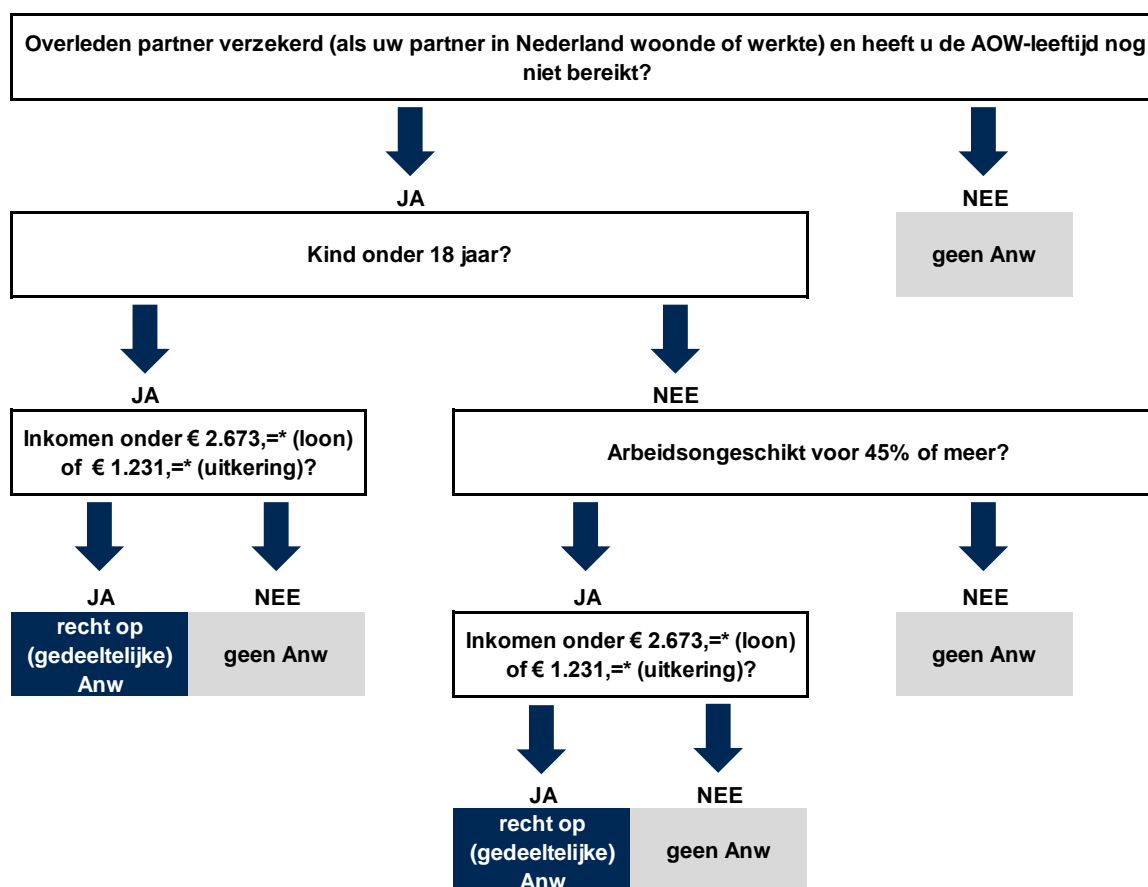 Overleden partner verzekerd (als uw partner in Nederland woonde of werkte) en heeft u de AOW-leeftijd nog
niet bereikt?
JA
NEE
Kind onder 18 jaar?
geen Anw
JA
NEE
Inkomen onder € 2.673,=* (loon)
of € 1.231,=* (uitkering)?
Arbeidsongeschikt voor 45% of meer?
JA
NEE
JA
NEE
recht op
(gedeeltelijke)
Anw
geen Anw
Inkomen onder € 2.673,=* (loon)
of € 1.231,=* (uitkering)?
geen Anw
JA
NEE
recht op
(gedeeltelijke)
Anw
geen Anw